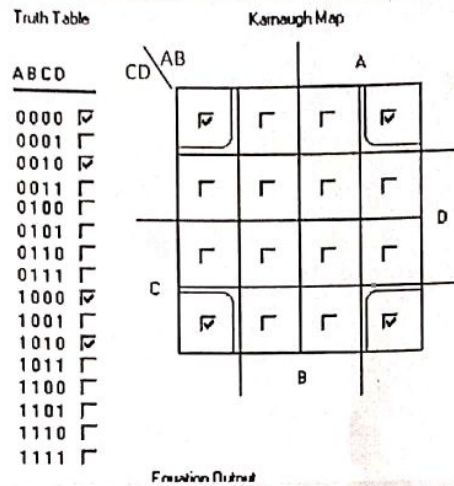 Truth Table
Karnaugh Map
A B C D
CD AB
A
0000
0001
0010
0011
0100
0101
0110
0111
1000
1001
1010
1011
1100
1101
1110
1111
D
C
B
Equation Output